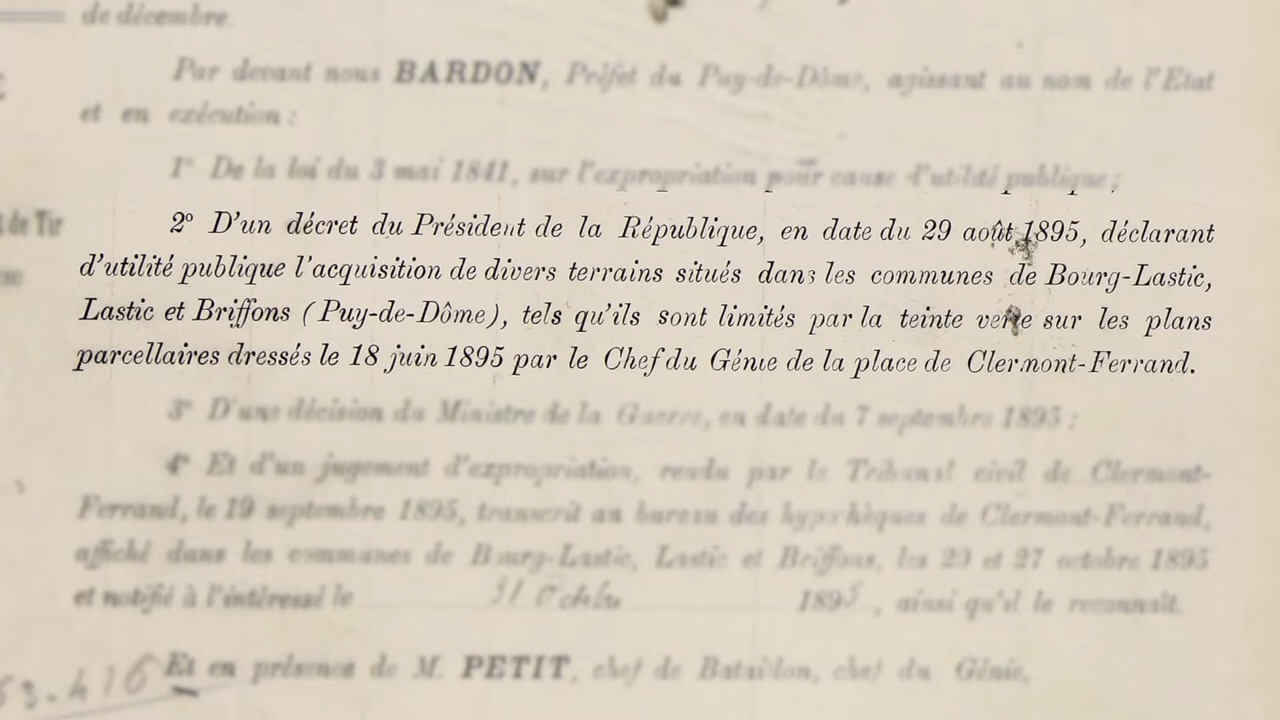 de décembre.
Par devant nous BARDON, Préfet du Puy-de-Dôme, agissant au nom de l'Etat
et en exécution :
1° De la loi du 3 mai 1841, sur l'expropriation pour cause d'utilité publique ;
t de Tir
2° D'un décret du Président de la République, en date du 29 août 1895, déclarant
d'utilité publique l'acquisition de divers terrains situés dans les communes de Bourg-Lastic,
Lastic et Briffons (Puy-de-Dôme), tels qu'ils sont limités par la teinte verte sur les plans
parcellaires dressés le 18 juin 1895 par le Chef du Génie de la place de Clermont-Ferrand.
3° D'une décision du Ministre de la Guerre, en date du 7 septembre 1895 ;
4° Et d'un jugement d'expropriation, rendu par le Tribunal civil de Clermont-
Ferrand, le 19 septembre 1895, transcrit au bureau des hypothèques de Clermont-Ferrand,
affiché dans les communes de Bourg-Lastic, Lastic et Briffons, les 20 et 27 octobre 1895
et notifié à l'intéressé le 1895, ainsi qu'il le reconnaît.
Et en présence de M. PETIT, chef de Bataillon, chef du Génie,